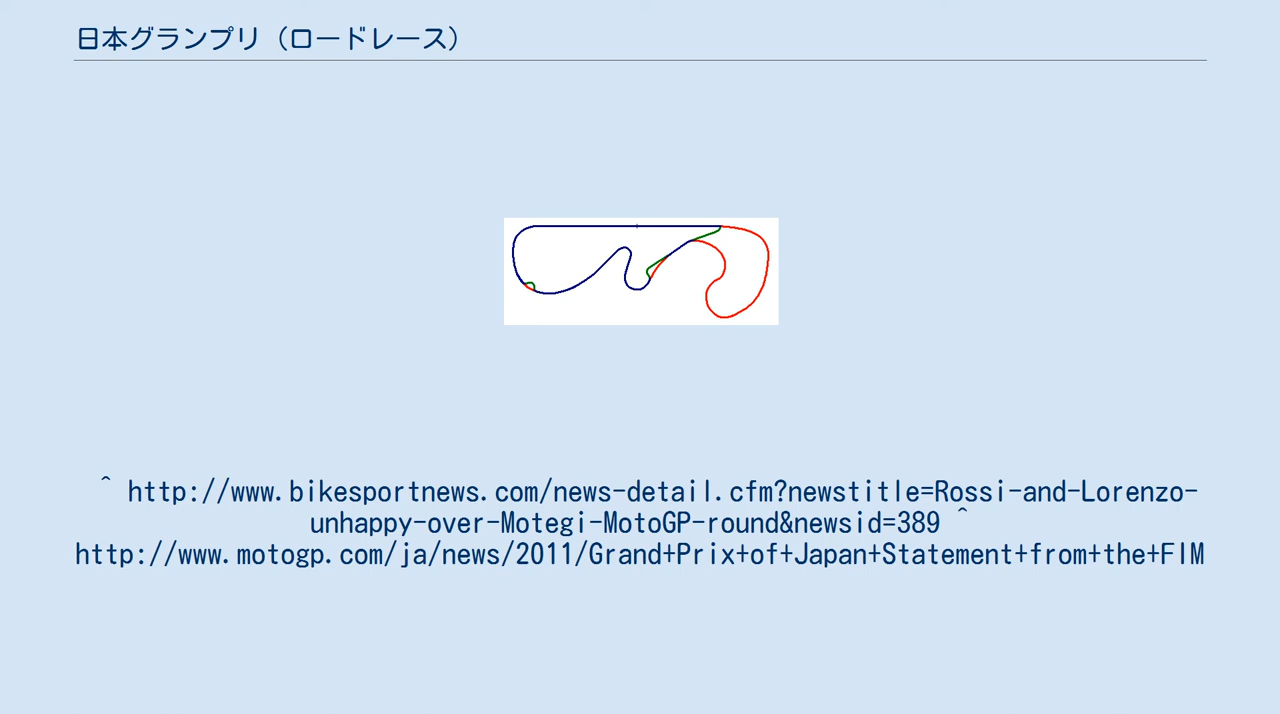 日本グランプリ（ロードレース）
^ http://www.bikesportnews.com/news-detail.cfm?newstitle=Rossi-and-Lorenzo-
unhappy-over-Motegi-MotoGP-round&newsid=389 ^
http://www.motogp.com/ja/news/2011/Grand+Prix+of+Japan+Statement+from+the+FIM